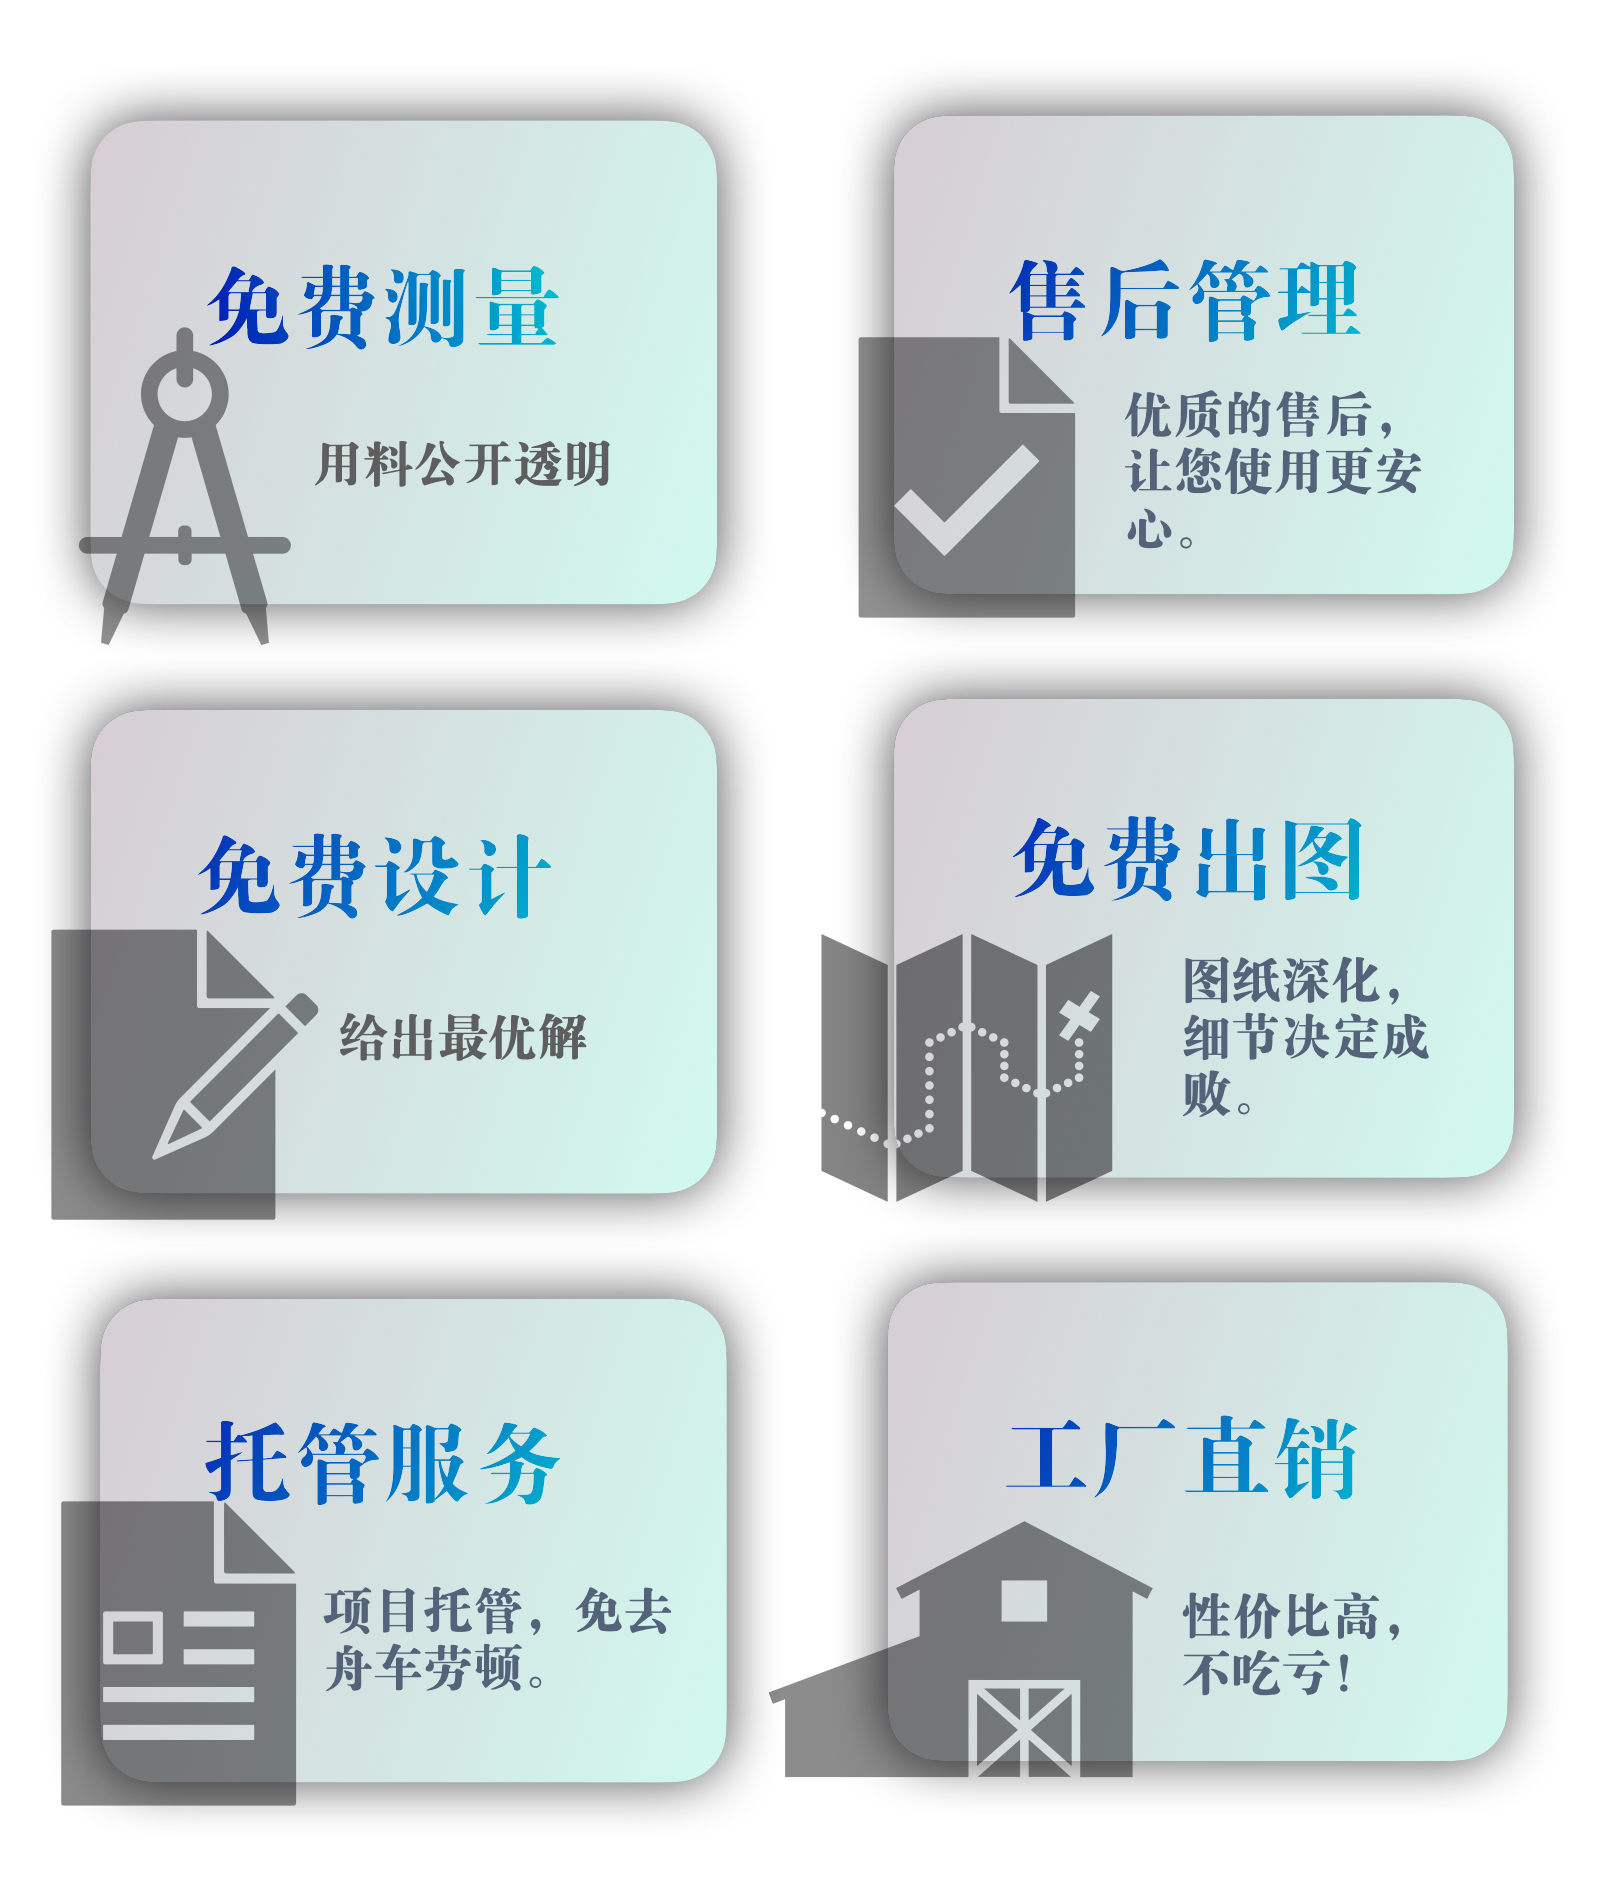 免费测量
用料公开透明
售后管理
优质的售后，
让您使用更安
心。
免费设计
给出最优解
免费出图
图纸深化，
细节决定成
败。
托管服务
项目托管，免去
舟车劳顿。
工厂直销
性价比高，
不吃亏！